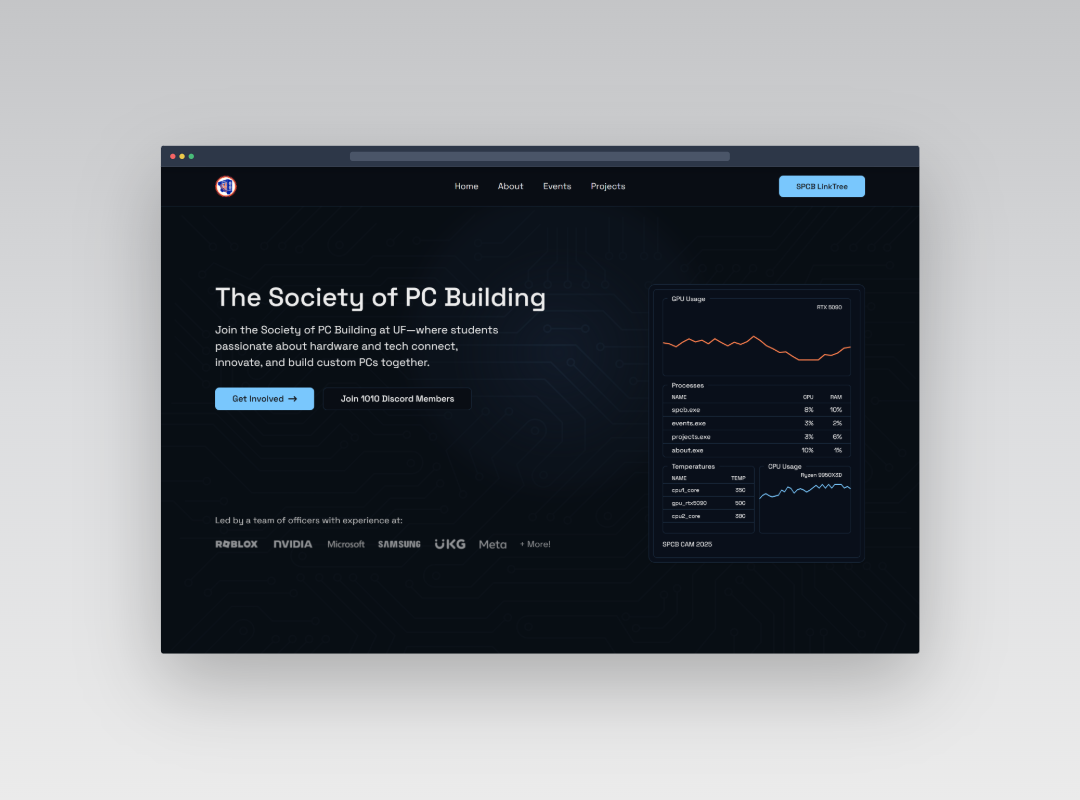 Home About Events Projects
SPCB LinkTree
The Society of PC Building
Join the Society of PC Building at UF—where students
passionate about hardware and tech connect,
innovate, and build custom PCs together.
Get Involved →
Join 1010 Discord Members
Led by a team of officers with experience at:
ROBLOX NVIDIA Microsoft SAMSUNG UKG Meta + More!
GPU Usage
RTX 5090
Processes
NAME CPU RAM
spcb.exe 8% 10%
events.exe 3% 2%
projects.exe 3% 6%
about.exe 10% 1%
Temperatures
NAME TEMP
cpu1_core 35C
gpu_rtx5090 50C
cpu2_core 38C
CPU Usage
Ryzen 9950X3D
SPCB CAM 2025